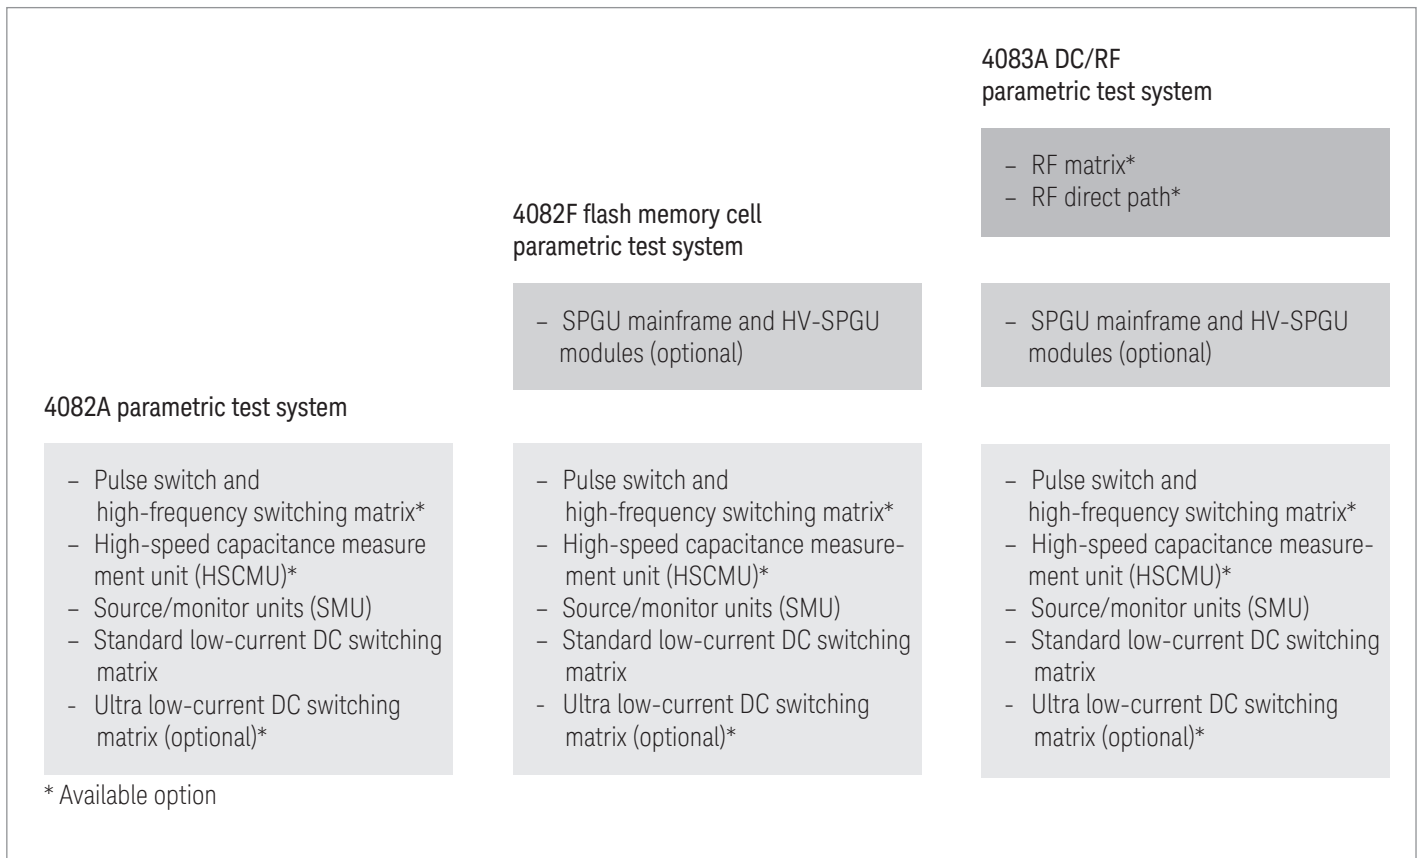 4083A DC/RF
parametric test system
– RF matrix*
– RF direct path*
4082F flash memory cell
parametric test system
– SPGU mainframe and HV-SPGU
modules (optional)
– SPGU mainframe and HV-SPGU
modules (optional)
4082A parametric test system
– Pulse switch and
high-frequency switching matrix*
– High-speed capacitance measure
ment unit (HSCMU)*
– Source/monitor units (SMU)
– Standard low-current DC switching
matrix
- Ultra low-current DC switching
matrix (optional)*
– Pulse switch and
high-frequency switching matrix*
– High-speed capacitance measure-
ment unit (HSCMU)*
– Source/monitor units (SMU)
– Standard low-current DC switching
matrix
- Ultra low-current DC switching
matrix (optional)*
– Pulse switch and
high-frequency switching matrix*
– High-speed capacitance measure-
ment unit (HSCMU)*
– Source/monitor units (SMU)
– Standard low-current DC switching
matrix
- Ultra low-current DC switching
matrix (optional)*
* Available option